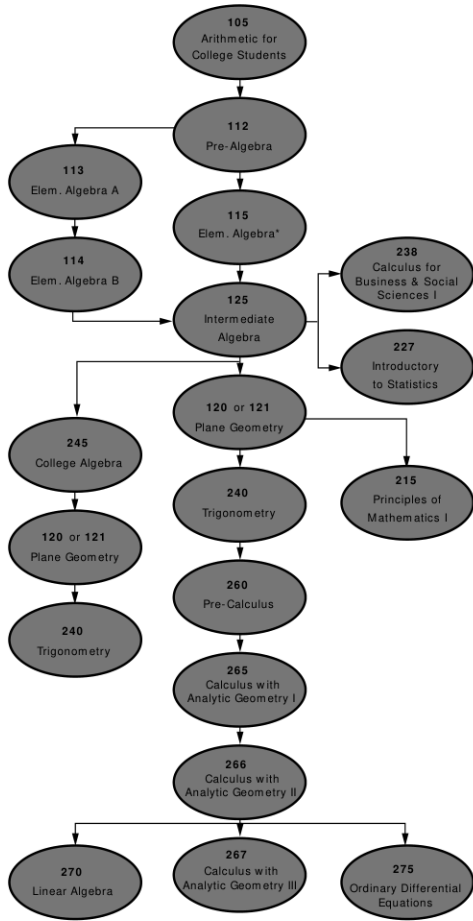 105
Arithmetic for
College Students
112
Pre-Algebra
113
Elem. Algebra A
115
Elem. Algebra*
114
Elem. Algebra B
125
Intermediate
Algebra
238
Calculus for
Business & Social
Sciences I
227
Introductory
to Statistics
120 or 121
Plane Geometry
245
College Algebra
215
Principles of
Mathematics I
240
Trigonometry
120 or 121
Plane Geometry
260
Pre-Calculus
240
Trigonometry
265
Calculus with
Analytic Geometry I
266
Calculus with
Analytic Geometry II
270
Linear Algebra
267
Calculus with
Analytic Geometry III
275
Ordinary Differential
Equations